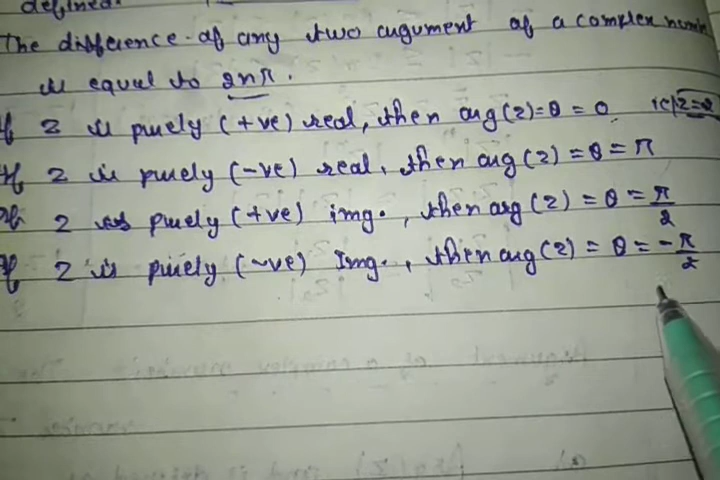 defined.
The difference of any two argument of a complex numb
is equal to 2nπ.
If z is purely (+ve) real, then arg(z)=θ = 0
If z is purely (-ve) real, then arg(z) = θ = π
If z is purely (+ve) img., then arg(z) = θ = π/2
If z is purely (-ve) Img., then arg(z) = θ = -π/2